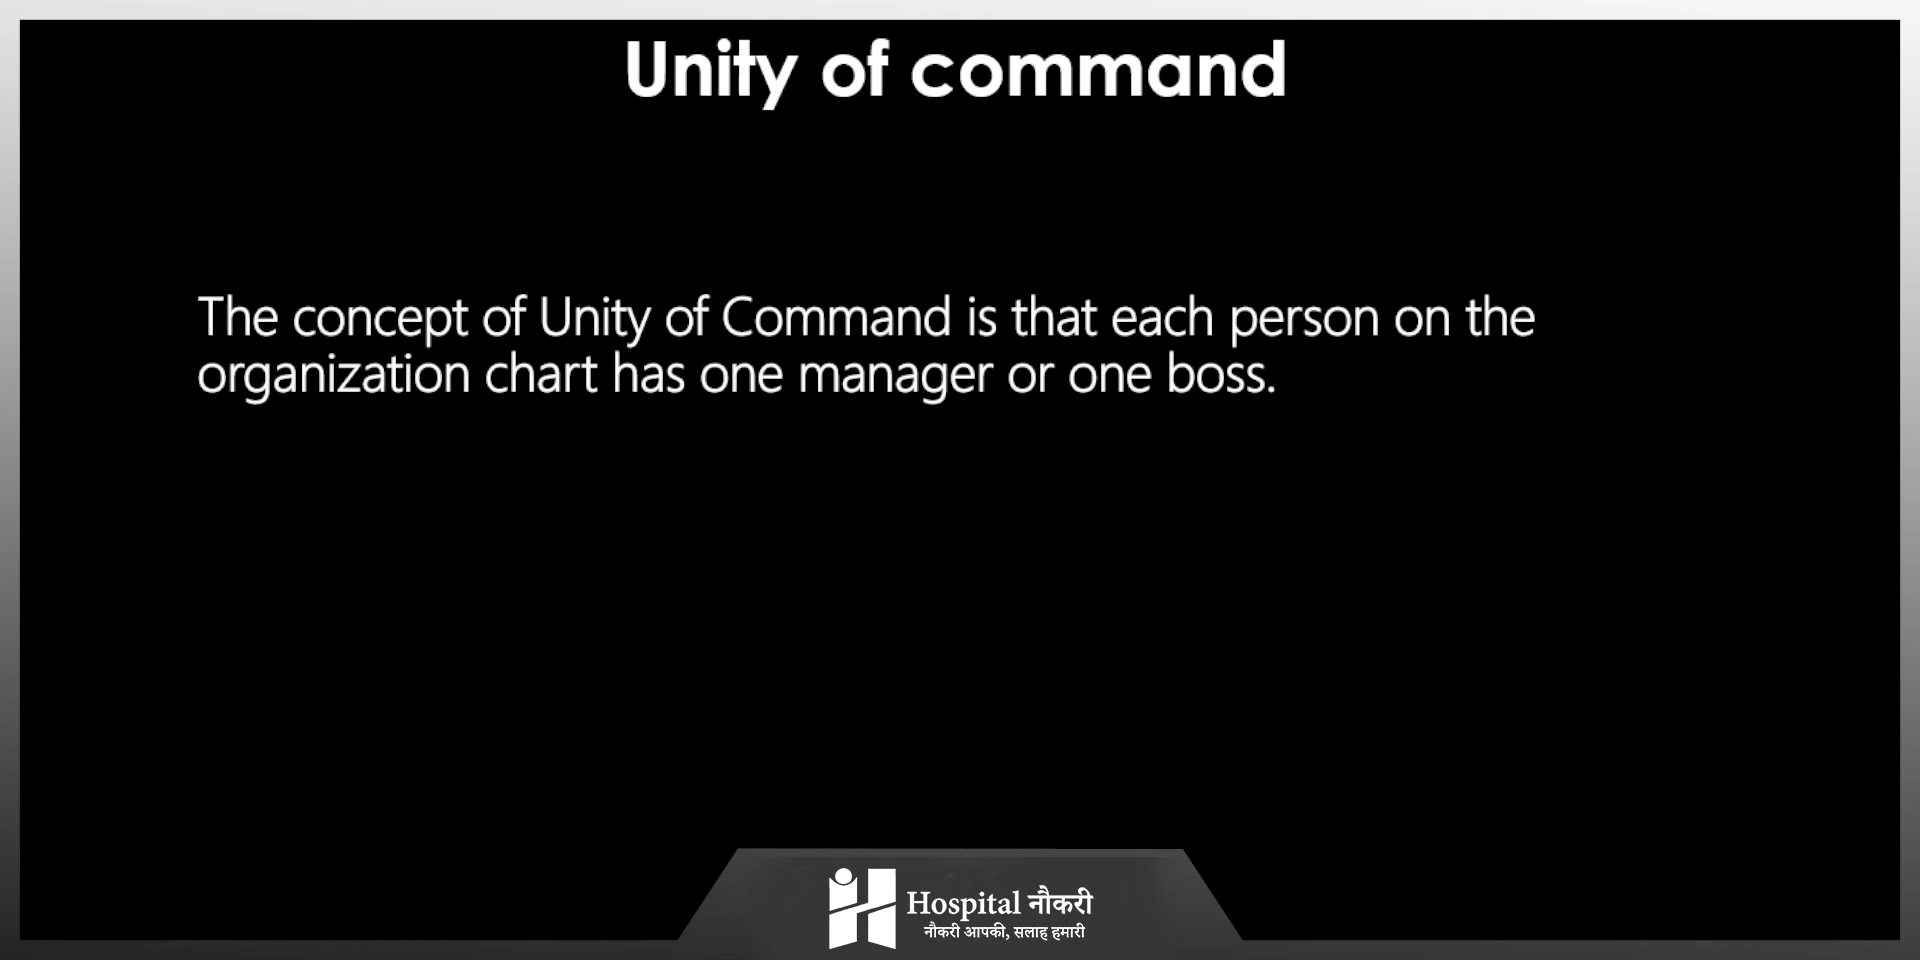 Unity of command
The concept of Unity of Command is that each person on the
organization chart has one manager or one boss.
Hospital नौकरी
नौकरी आपकी, सलाह हमारी